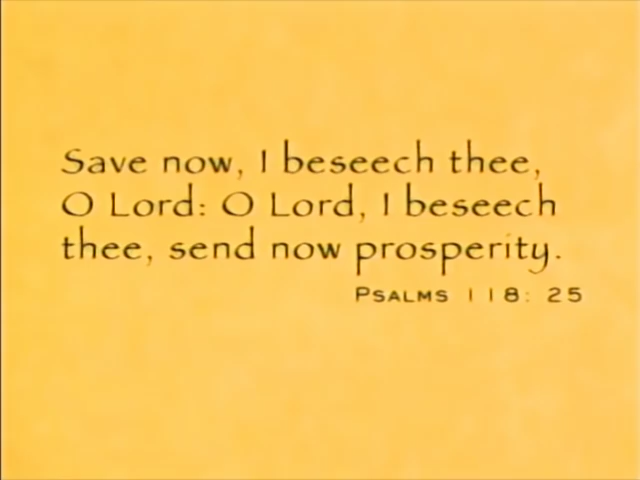 Save now, I beseech thee,
O Lord: O Lord, I beseech
thee, send now prosperity.
Psalms 118: 25